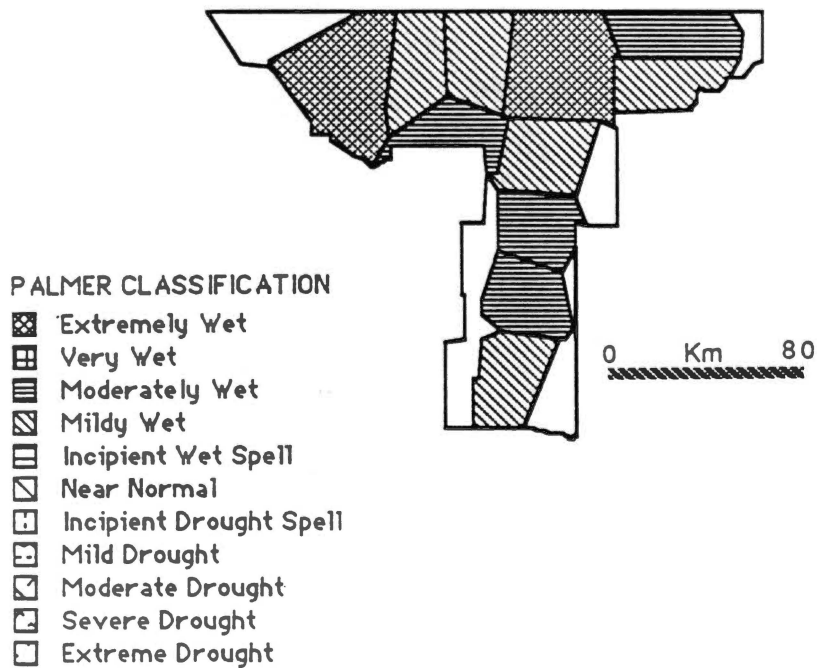 PALMER CLASSIFICATION
Extremely Wet
Very Wet
Moderately Wet
Mildy Wet
Incipient Wet Spell
Near Normal
Incipient Drought Spell
Mild Drought
Moderate Drought
Severe Drought
Extreme Drought
0 Km 80